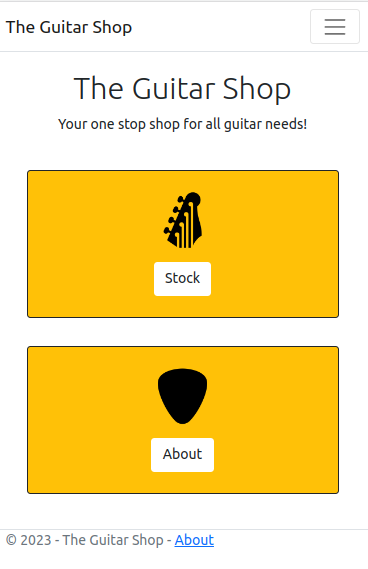 The Guitar Shop
The Guitar Shop
Your one stop shop for all guitar needs!
Stock
About
© 2023 - The Guitar Shop - About